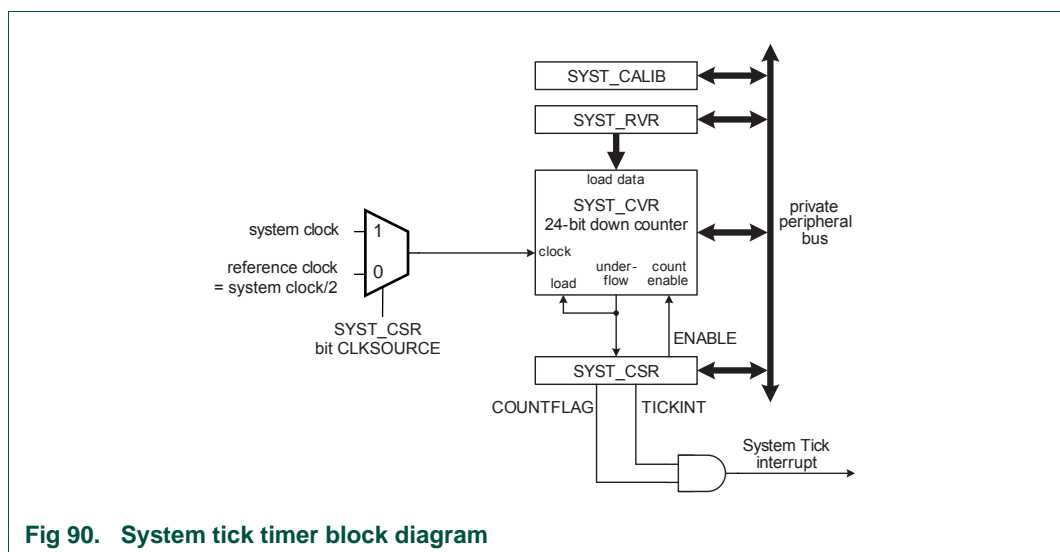 SYST_CALIB
SYST_RVR
load data
SYST_CVR
24-bit down counter
private
peripheral
bus
system clock
1
clock
reference clock
= system clock/2
0
under-
flow
count
enable
load
SYST_CSR
bit CLKSOURCE
ENABLE
SYST_CSR
COUNTFLAG
TICKINT
System Tick
interrupt
Fig 90. System tick timer block diagram